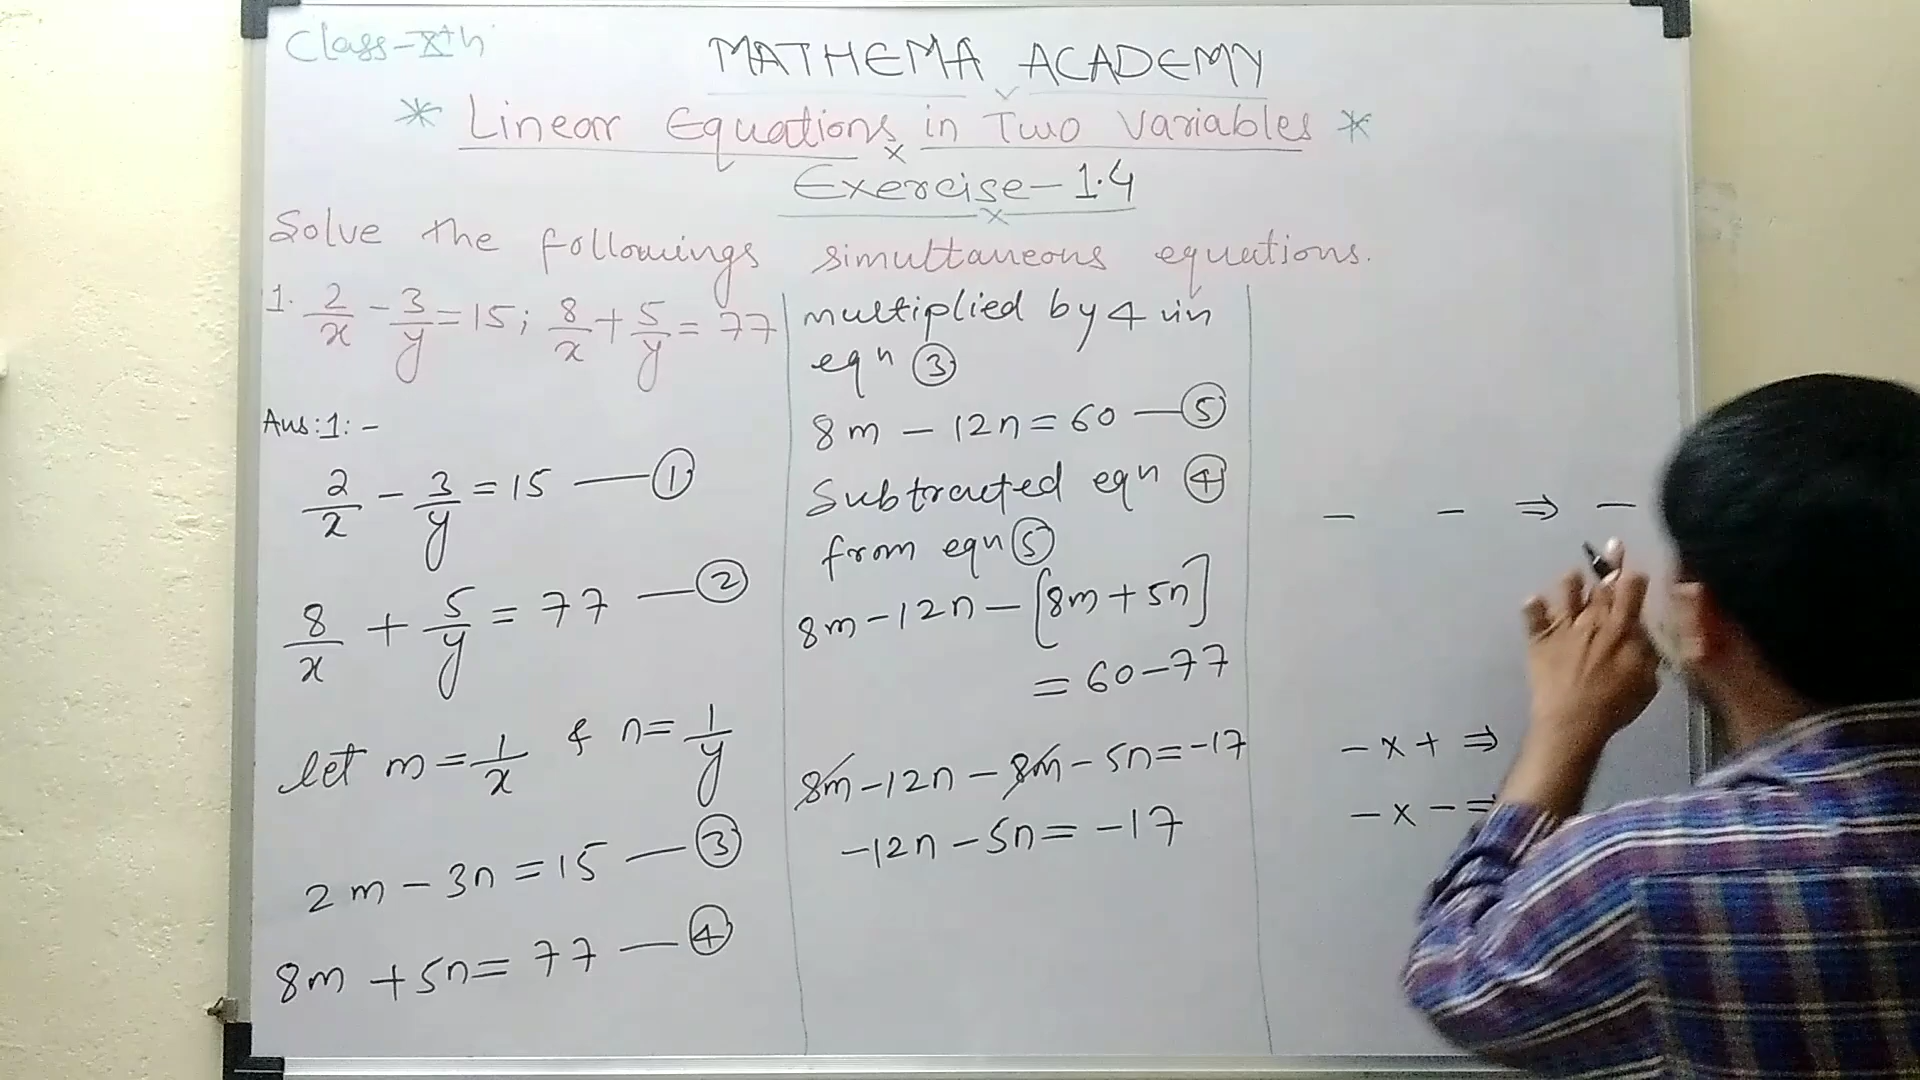 Class-Xth
MATHEMA ACADEMY
* Linear Equations in Two Variables *
Exercise-1.4
Solve the followings simultaneous equations.
1. 2/x - 3/y = 15; 8/x + 5/y = 77
Ans:1:-
2/x - 3/y = 15 — ①
8/x + 5/y = 77 — ②
let m = 1/x & n = 1/y
2m - 3n = 15 — ③
8m + 5n = 77 — ④
multiplied by 4 in
eqn ③
8m - 12n = 60 — ⑤
Subtracted eqn ④
from eqn ⑤
8m - 12n - [8m + 5n]
= 60 - 77
8m - 12n - 8m - 5n = -17
-12n - 5n = -17
- - ⇒ -
- x + ⇒
- x - ⇒